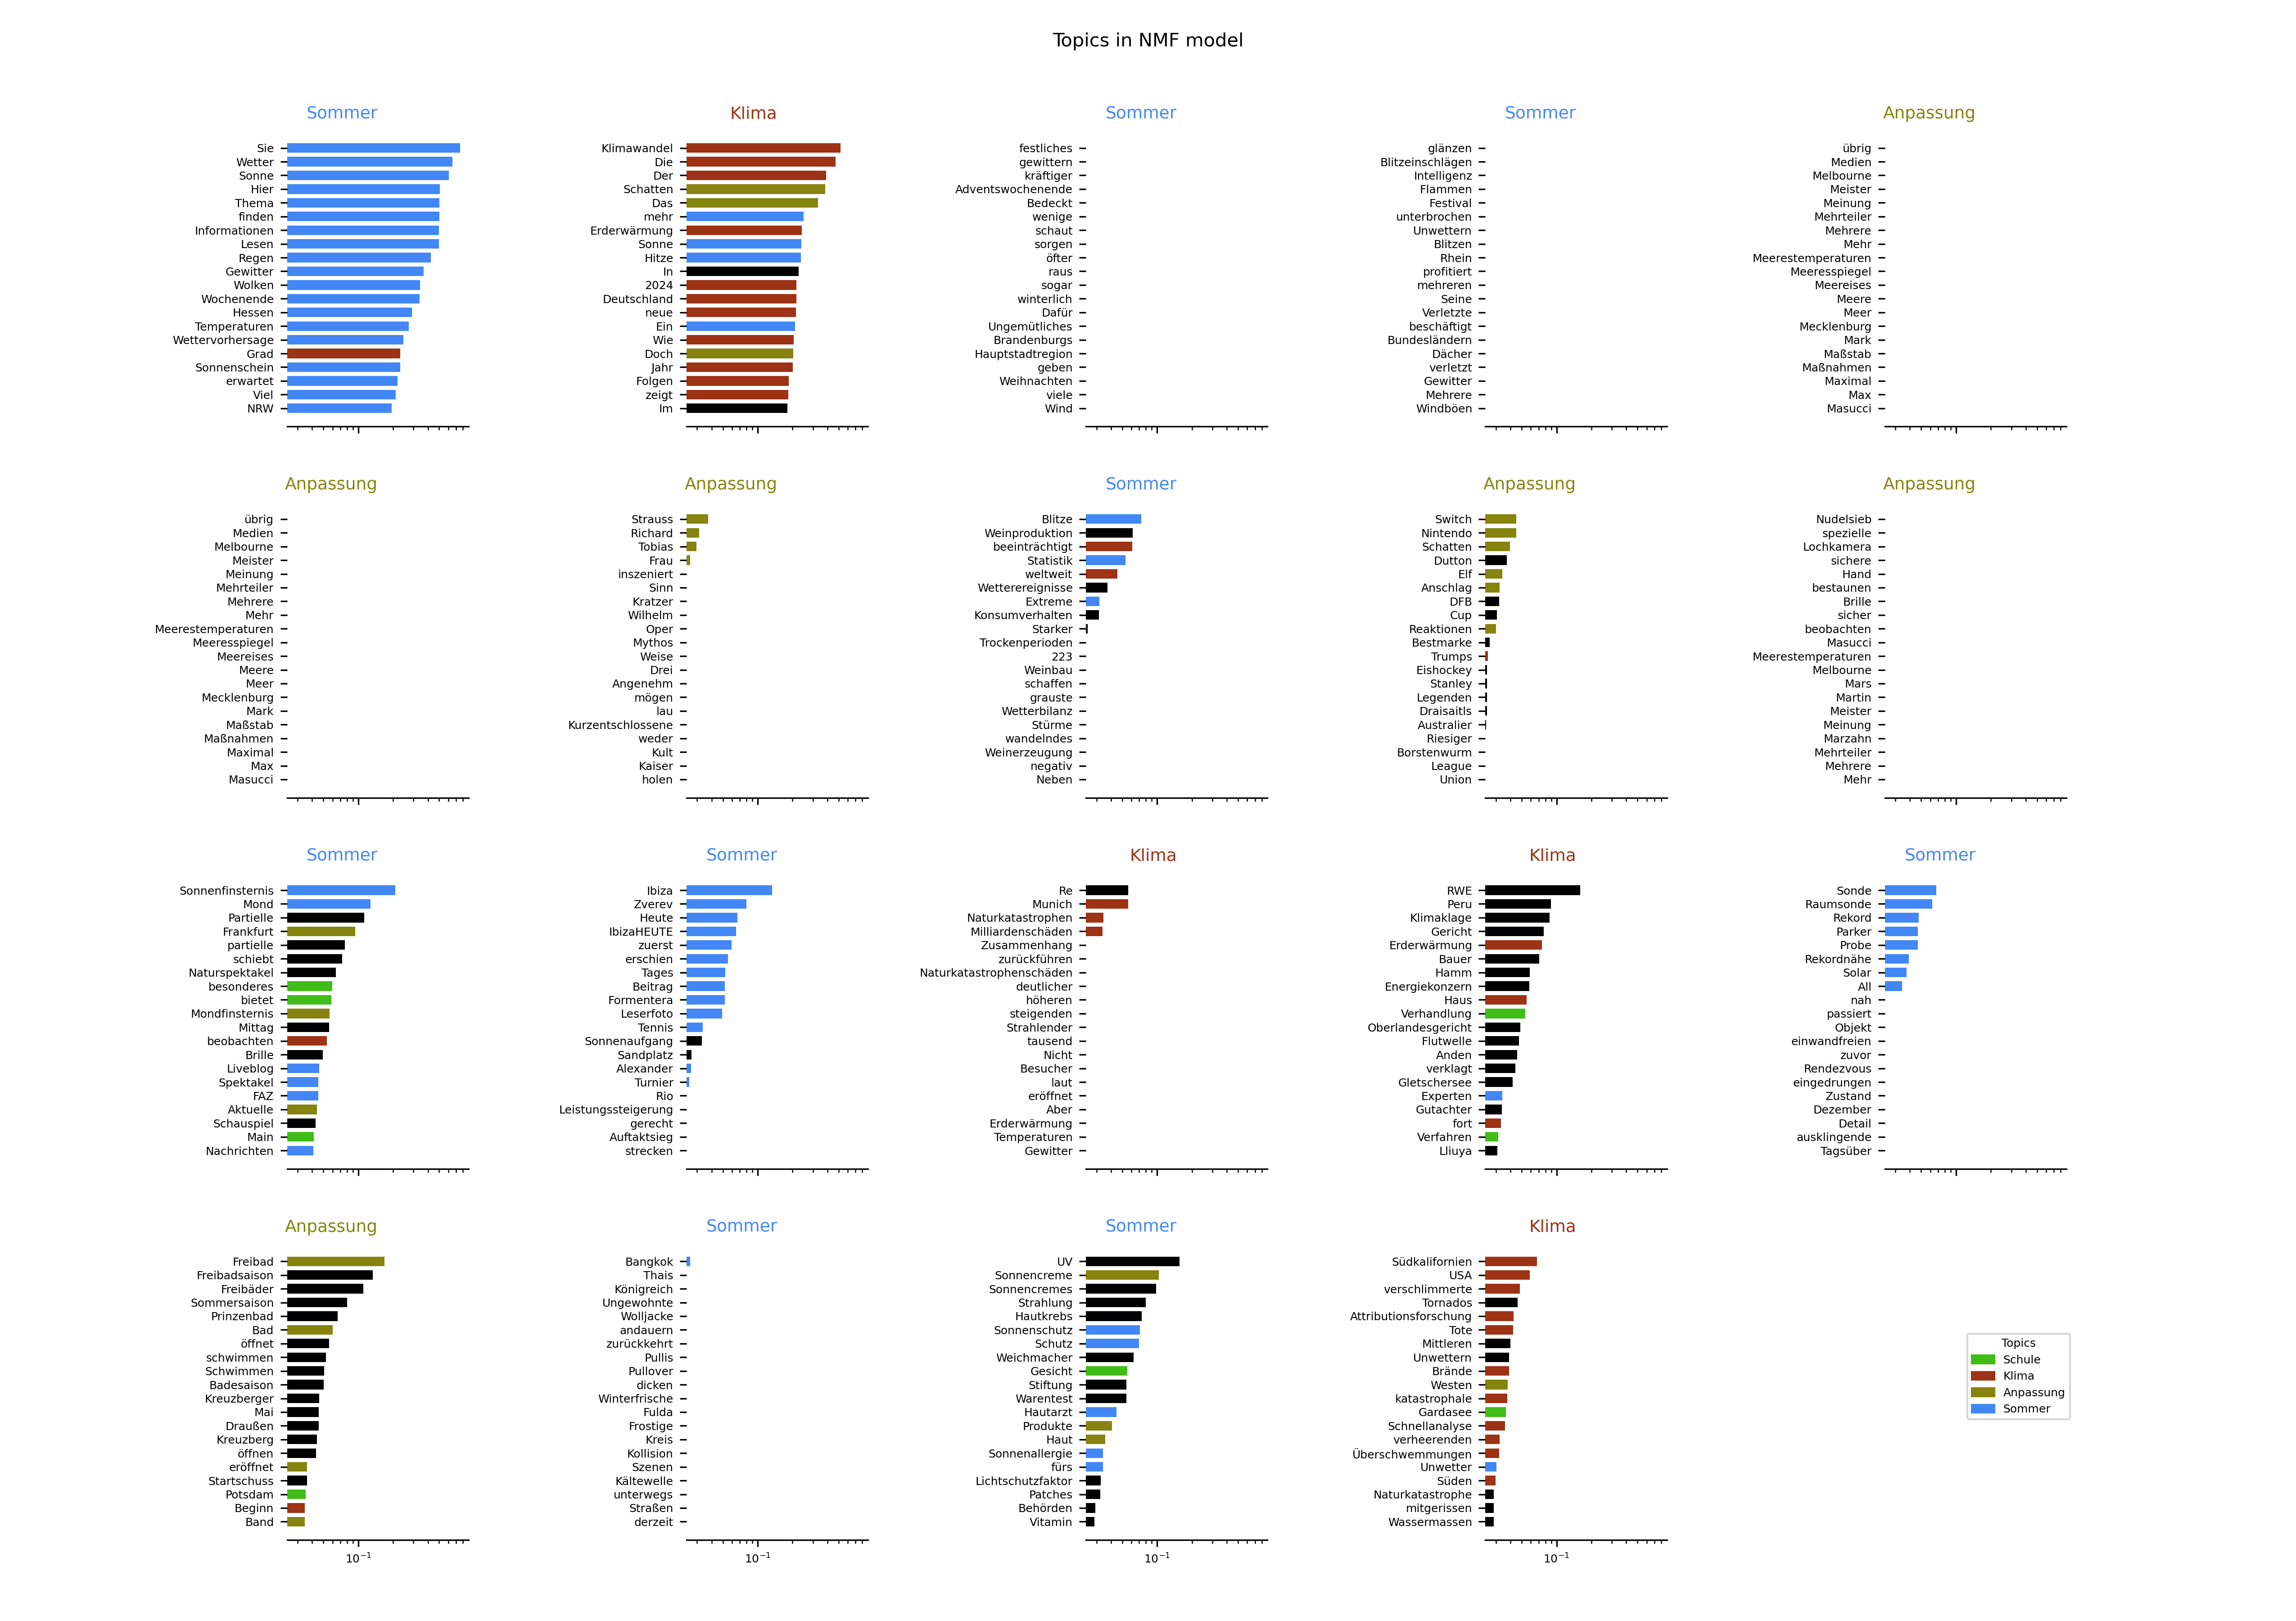 Topics in NMF model
Sommer
Sie
Wetter
Sonne
Hier
Thema
finden
Informationen
Lesen
Regen
Gewitter
Wolken
Wochenende
Hessen
Temperaturen
Wettervorhersage
Grad
Sonnenschein
erwartet
Viel
NRW
Klima
Klimawandel
Die
Der
Schatten
Das
mehr
Erderwärmung
Sonne
Hitze
In
2024
Deutschland
neue
Ein
Wie
Doch
Jahr
Folgen
zeigt
Im
Sommer
festliches
gewittern
kräftiger
Adventswochenende
Bedeckt
wenige
schaut
sorgen
öfter
raus
sogar
winterlich
Dafür
Ungemütliches
Brandenburgs
Hauptstadtregion
geben
Weihnachten
viele
Wind
Sommer
glänzen
Blitzeinschlägen
Intelligenz
Flammen
Festival
unterbrochen
Unwettern
Blitzen
Rhein
profitiert
mehreren
Seine
Verletzte
beschäftigt
Bundesländern
Dächer
verletzt
Gewitter
Mehrere
Windböen
Anpassung
übrig
Medien
Melbourne
Meister
Meinung
Mehrteiler
Mehrere
Mehr
Meerestemperaturen
Meeresspiegel
Meereises
Meere
Meer
Mecklenburg
Mark
Maßstab
Maßnahmen
Maximal
Max
Masucci
Anpassung
übrig
Medien
Melbourne
Meister
Meinung
Mehrteiler
Mehrere
Mehr
Meerestemperaturen
Meeresspiegel
Meereises
Meere
Meer
Mecklenburg
Mark
Maßstab
Maßnahmen
Maximal
Max
Masucci
Anpassung
Strauss
Richard
Tobias
Frau
inszeniert
Sinn
Kratzer
Wilhelm
Oper
Mythos
Weise
Drei
Angenehm
mögen
lau
Kurzentschlossene
weder
Kult
Kaiser
holen
Sommer
Blitze
Weinproduktion
beeinträchtigt
Statistik
weltweit
Wetterereignisse
Extreme
Konsumverhalten
Starker
Trockenperioden
223
Weinbau
schaffen
grauste
Wetterbilanz
Stürme
wandelndes
Weinerzeugung
negativ
Neben
Anpassung
Switch
Nintendo
Schatten
Dutton
Elf
Anschlag
DFB
Cup
Reaktionen
Bestmarke
Trumps
Eishockey
Stanley
Legenden
Draisaitls
Australier
Riesiger
Borstenwurm
League
Union
Anpassung
Nudelsieb
spezielle
Lochkamera
sichere
Hand
bestaunen
Brille
sicher
beobachten
Masucci
Meerestemperaturen
Melbourne
Mars
Martin
Meister
Meinung
Marzahn
Mehrteiler
Mehrere
Mehr
Sommer
Sonnenfinsternis
Mond
Partielle
Frankfurt
partielle
schiebt
Naturspektakel
besonderes
bietet
Mondfinsternis
Mittag
beobachten
Brille
Liveblog
Spektakel
FAZ
Aktuelle
Schauspiel
Main
Nachrichten
Sommer
Ibiza
Zverev
Heute
IbizaHEUTE
zuerst
erschien
Tages
Beitrag
Formentera
Leserfoto
Tennis
Sonnenaufgang
Sandplatz
Alexander
Turnier
Rio
Leistungssteigerung
gerecht
Auftaktsieg
strecken
Klima
Re
Munich
Naturkatastrophen
Milliardenschäden
Zusammenhang
zurückführen
Naturkatastrophenschäden
deutlicher
höheren
steigenden
Strahlender
tausend
Nicht
Besucher
laut
eröffnet
Aber
Erderwärmung
Temperaturen
Gewitter
Klima
RWE
Peru
Klimaklage
Gericht
Erderwärmung
Bauer
Hamm
Energiekonzern
Haus
Verhandlung
Oberlandesgericht
Flutwelle
Anden
verklagt
Gletschersee
Experten
Gutachter
fort
Verfahren
Lliuya
Sommer
Sonde
Raumsonde
Rekord
Parker
Probe
Rekordnähe
Solar
All
nah
passiert
Objekt
einwandfreien
zuvor
Rendezvous
eingedrungen
Zustand
Dezember
Detail
ausklingende
Tagsüber
Anpassung
Freibad
Freibadsaison
Freibäder
Sommersaison
Prinzenbad
Bad
öffnet
schwimmen
Schwimmen
Badesaison
Kreuzberger
Mai
Draußen
Kreuzberg
öffnen
eröffnet
Startschuss
Potsdam
Beginn
Band
10⁻¹
Sommer
Bangkok
Thais
Königreich
Ungewohnte
Wolljacke
andauern
zurückkehrt
Pullis
Pullover
dicken
Winterfrische
Fulda
Frostige
Kreis
Kollision
Szenen
Kältewelle
unterwegs
Straßen
derzeit
10⁻¹
Sommer
UV
Sonnencreme
Sonnencremes
Strahlung
Hautkrebs
Sonnenschutz
Schutz
Weichmacher
Gesicht
Stiftung
Warentest
Hautarzt
Produkte
Haut
Sonnenallergie
fürs
Lichtschutzfaktor
Patches
Behörden
Vitamin
10⁻¹
Klima
Südkalifornien
USA
verschlimmerte
Tornados
Attributionsforschung
Tote
Mittleren
Unwettern
Brände
Westen
katastrophale
Gardasee
Schnellanalyse
verheerenden
Überschwemmungen
Unwetter
Süden
Naturkatastrophe
mitgerissen
Wassermassen
10⁻¹
Topics
Schule
Klima
Anpassung
Sommer